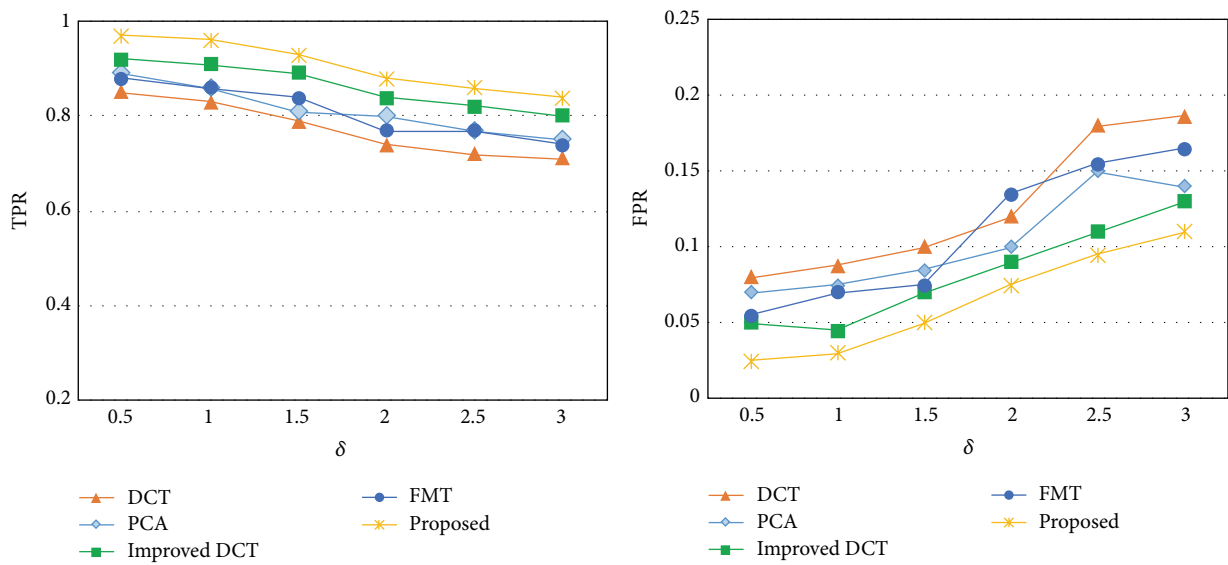 1
0.8
0.6
0.4
0.2
TPR
0.5 1 1.5 2 2.5 3
δ
DCT
PCA
Improved DCT
FMT
Proposed
0.25
0.2
0.15
0.1
0.05
0
FPR
0.5 1 1.5 2 2.5 3
δ
DCT
PCA
Improved DCT
FMT
Proposed